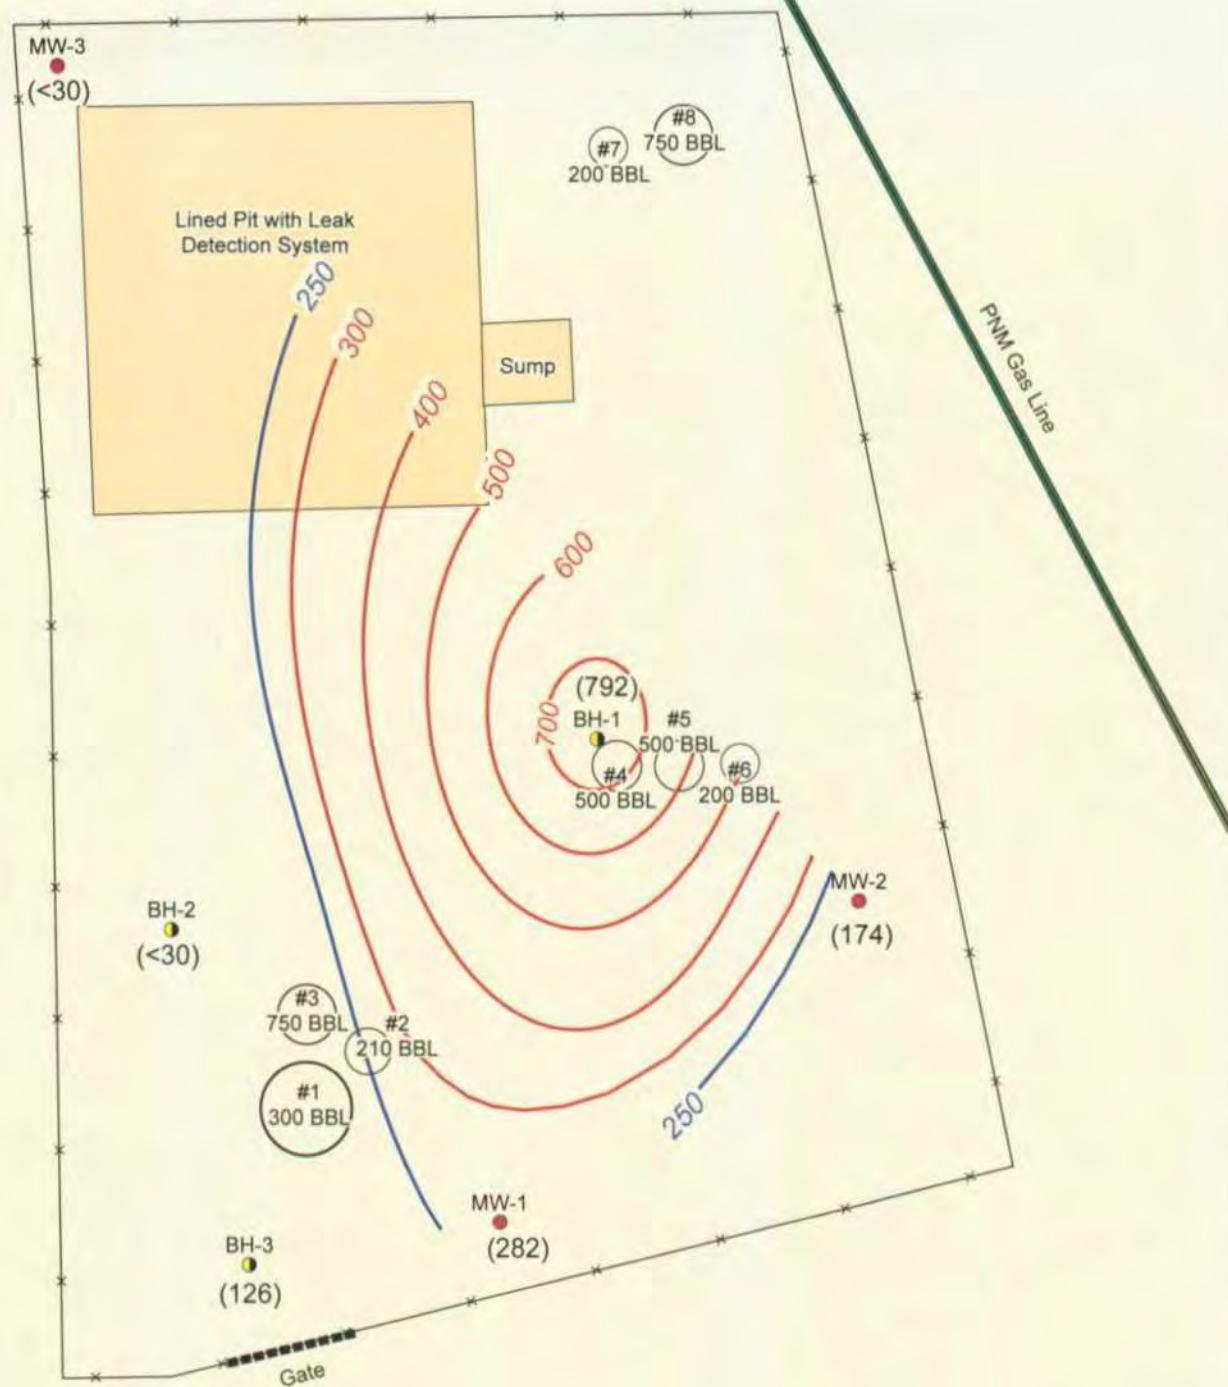 MW-3
(<30)
#8
750 BBL
#7
200 BBL
Lined Pit with Leak
Detection System
250
300
PNM Gas Line
Sump
400
500
600
(792)
700
BH-1
#5
500 BBL
#4
500 BBL
#6
200 BBL
MW-2
(174)
BH-2
(<30)
#3
750 BBL
#2
210 BBL
#1
300 BBL
250
MW-1
(282)
BH-3
(126)
Gate